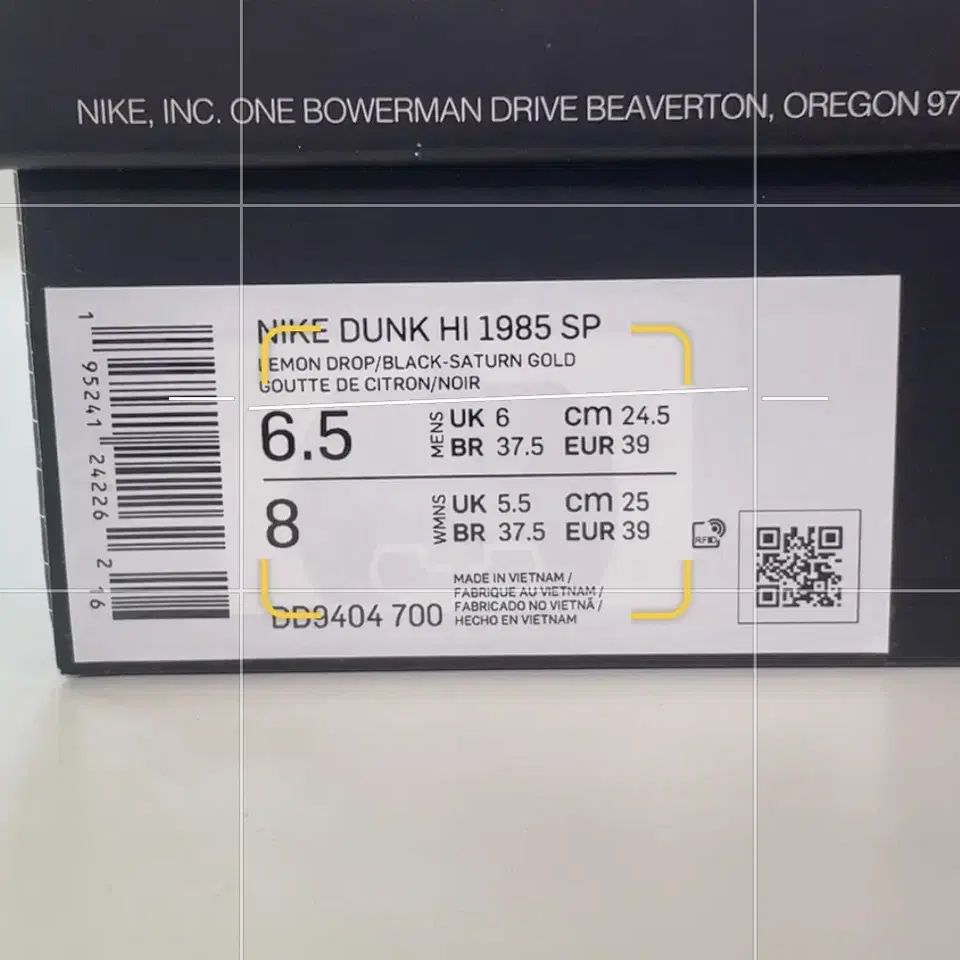 NIKE, INC. ONE BOWERMAN DRIVE BEAVERTON, OREGON 97
NIKE DUNK HI 1985 SP
LEMON DROP/BLACK-SATURN GOLD
GOUTTE DE CITRON/NOIR
6.5 MENS UK 6 cm 24.5
BR 37.5 EUR 39
8 WMNS UK 5.5 cm 25
BR 37.5 EUR 39
DD9404 700
MADE IN VIETNAM /
FABRIQUE AU VIETNAM /
FABRICADO NO VIETNÃ /
HECHO EN VIETNAM
RFID
1 95241 24226 2 16